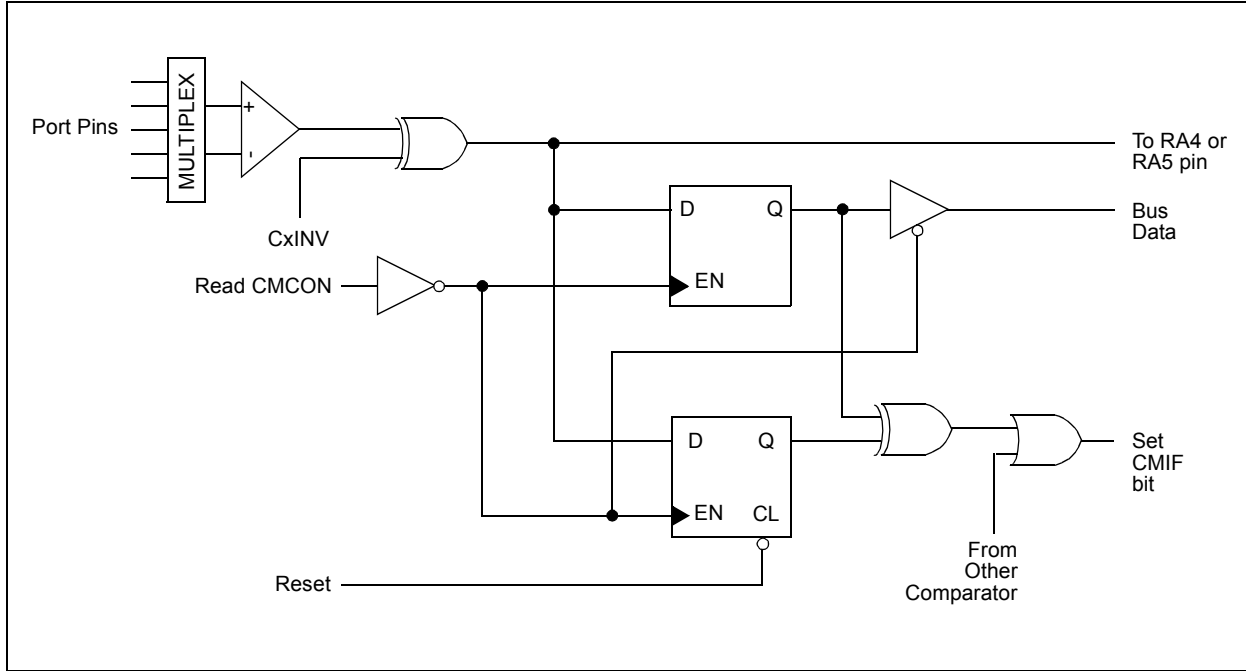 MULTIPLEX
+
-
Port Pins
To RA4 or
RA5 pin
D
Q
Bus
Data
CxINV
EN
Read CMCON
D
Q
Set
CMIF
bit
EN
CL
From
Other
Comparator
Reset